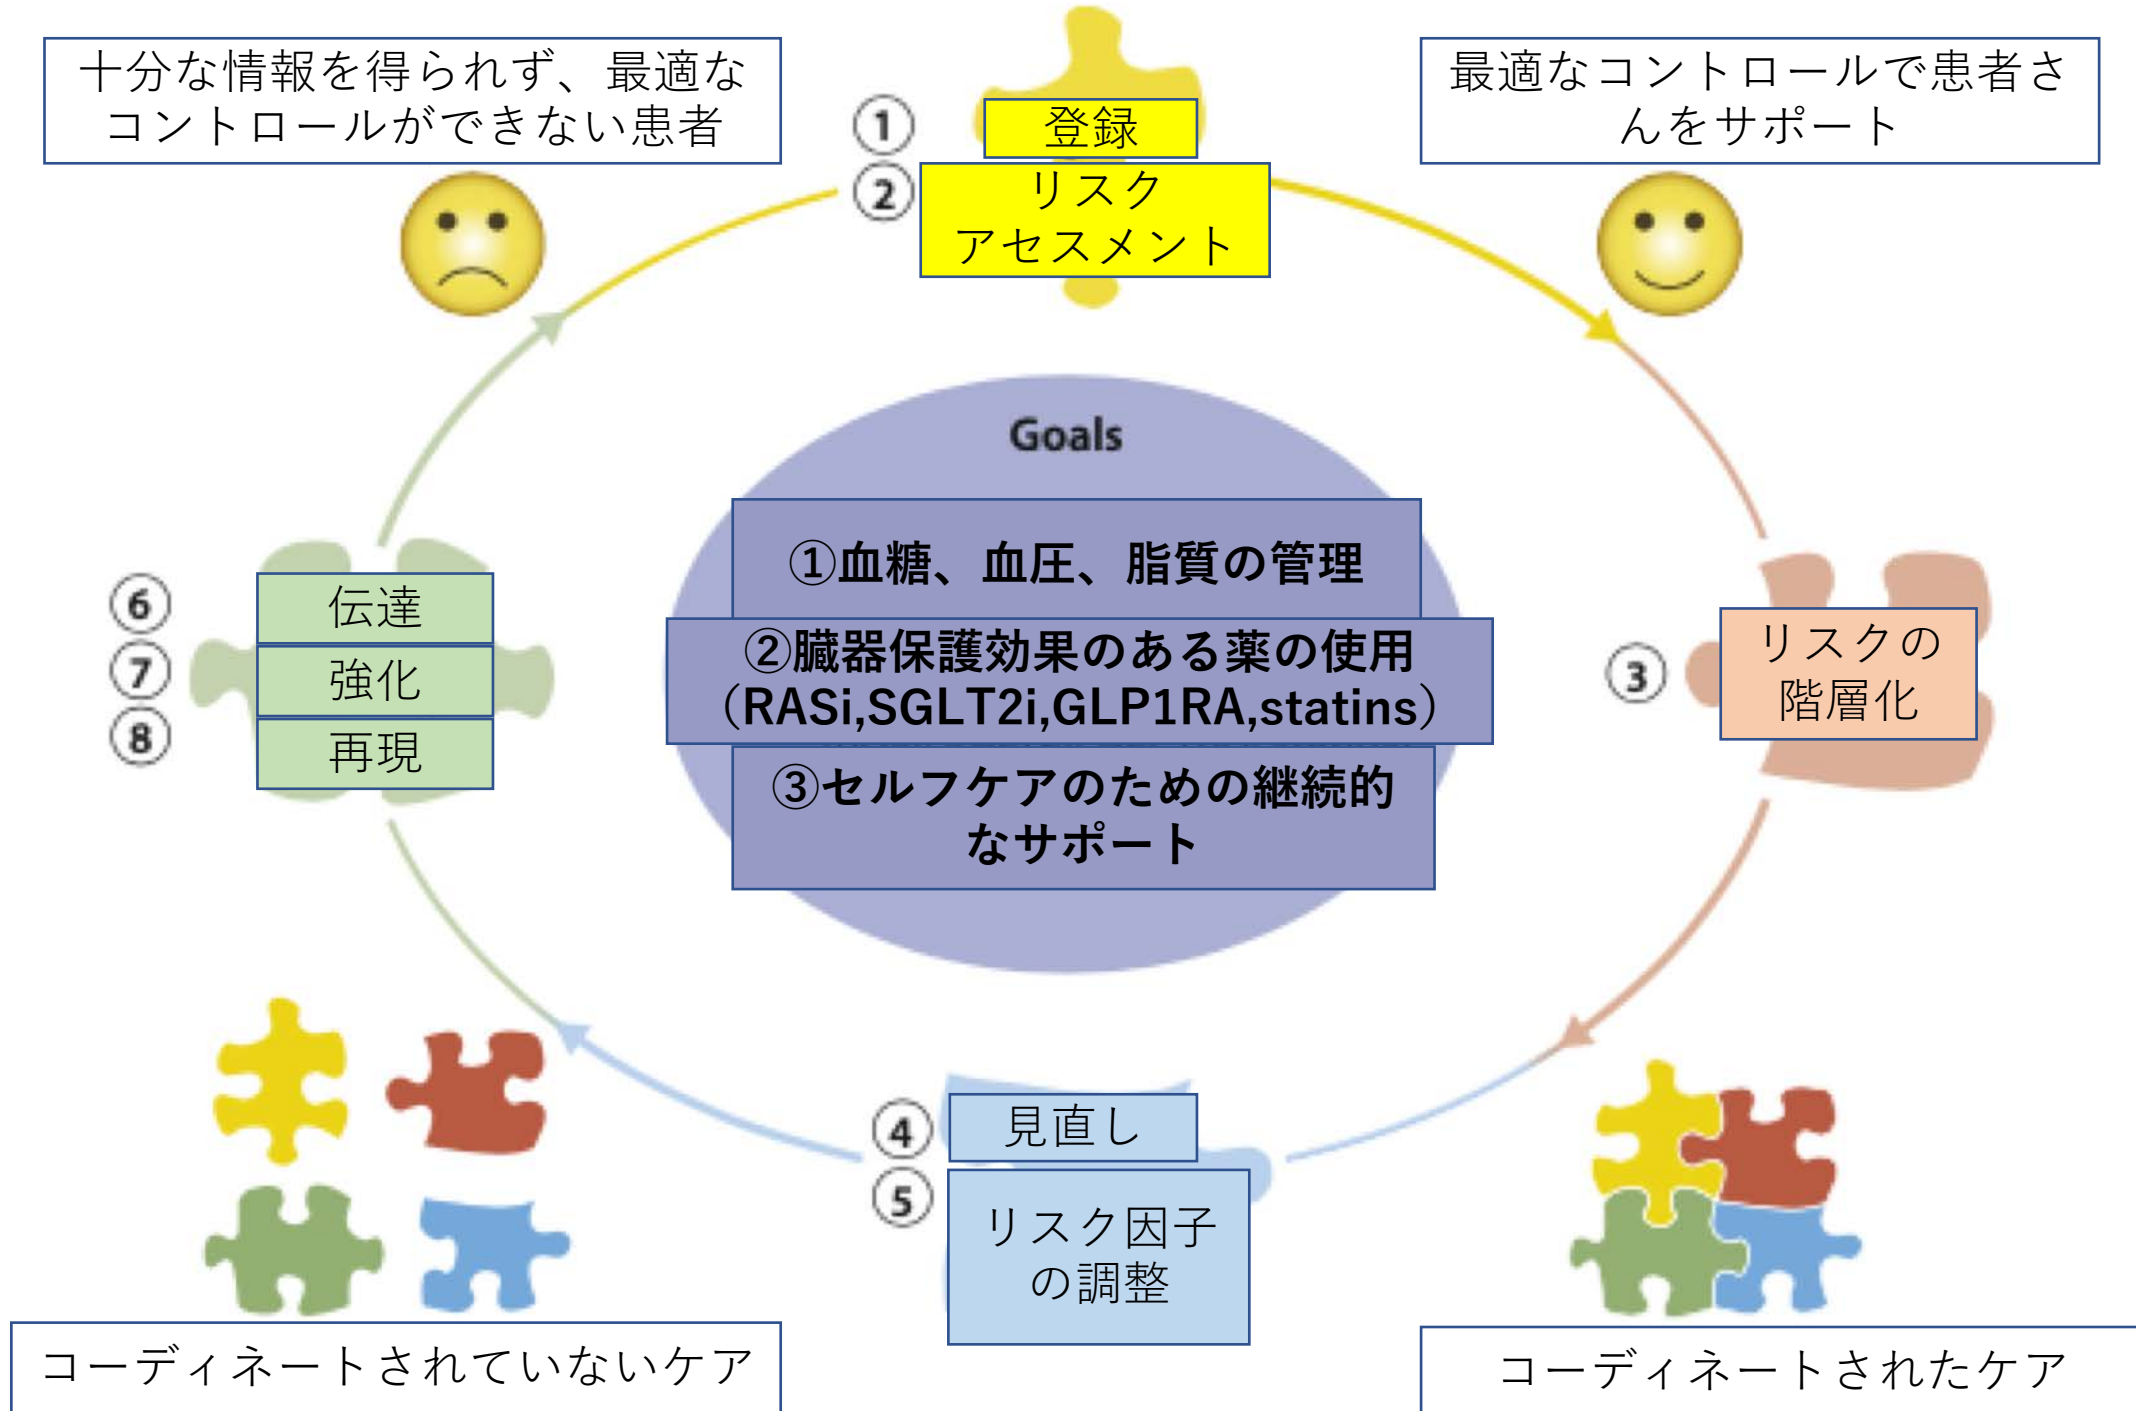 十分な情報を得られず、最適な
コントロールができない患者
最適なコントロールで患者さ
んをサポート
①
登録
②
リスク
アセスメント
Goals
①血糖、血圧、脂質の管理
②臓器保護効果のある薬の使用
（RASi,SGLT2i,GLP1RA,statins）
③セルフケアのための継続的
なサポート
③
リスクの
階層化
④
見直し
⑤
リスク因子
の調整
⑥
伝達
⑦
強化
⑧
再現
コーディネートされていないケア
コーディネートされたケア